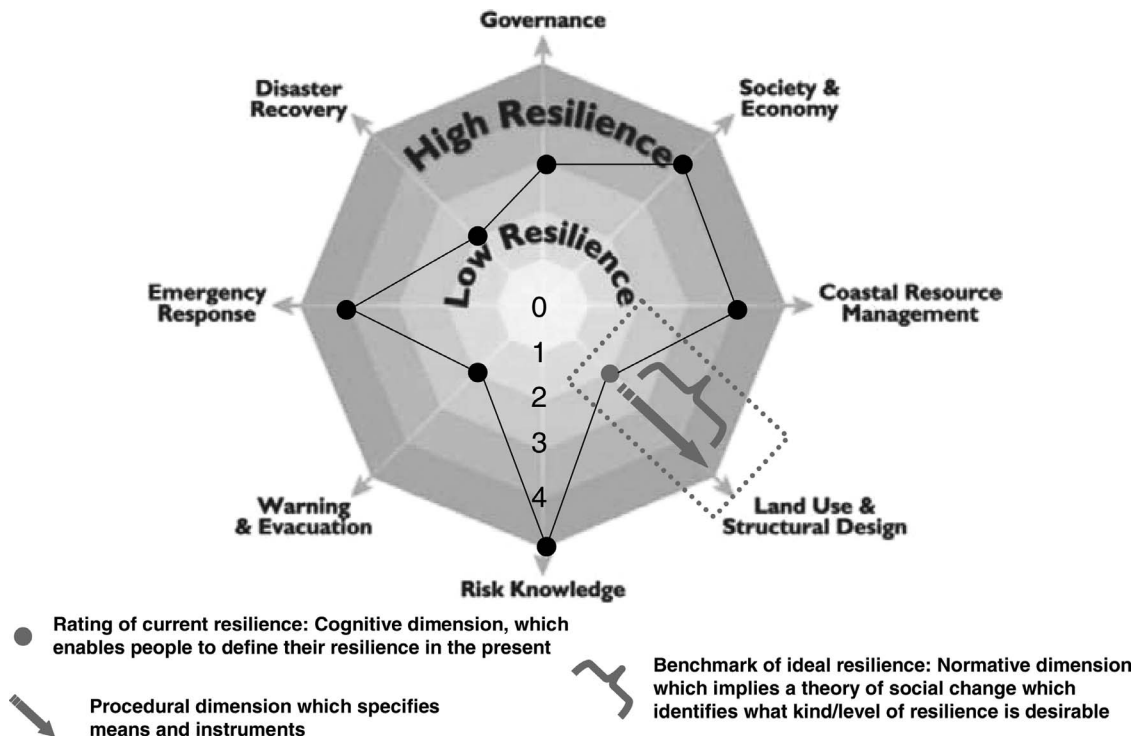 Governance
Disaster
Recovery
Society &
Economy
High Resilience
Low Resilience
Emergency
Response
Coastal Resource
Management
0
1
2
3
4
Warning
& Evacuation
Land Use &
Structural Design
Risk Knowledge
Rating of current resilience: Cognitive dimension, which
enables people to define their resilience in the present
Procedural dimension which specifies
means and instruments
Benchmark of ideal resilience: Normative dimension
which implies a theory of social change which
identifies what kind/level of resilience is desirable